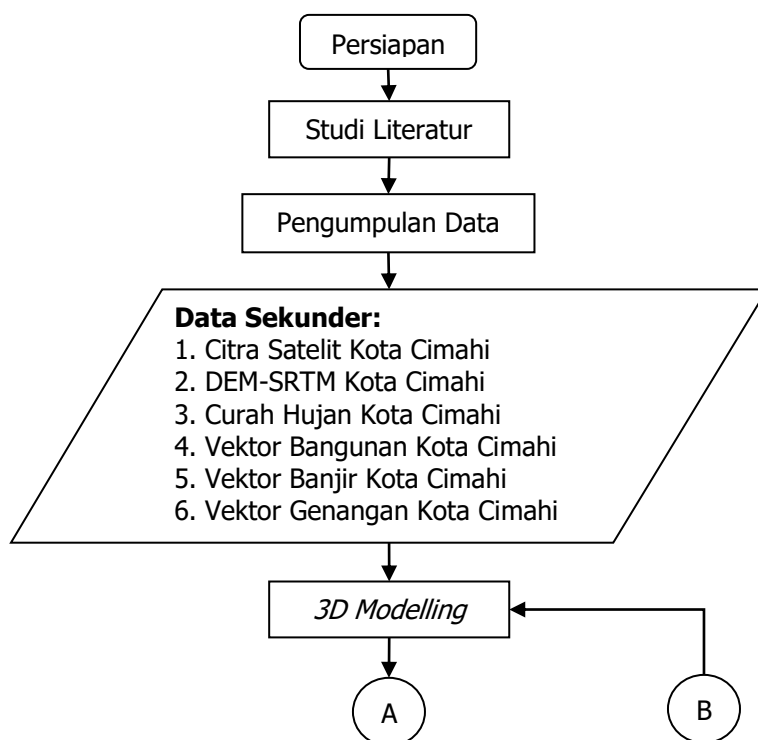 Persiapan
Studi Literatur
Pengumpulan Data
Data Sekunder:
1. Citra Satelit Kota Cimahi
2. DEM-SRTM Kota Cimahi
3. Curah Hujan Kota Cimahi
4. Vektor Bangunan Kota Cimahi
5. Vektor Banjir Kota Cimahi
6. Vektor Genangan Kota Cimahi
3D Modelling
A
B